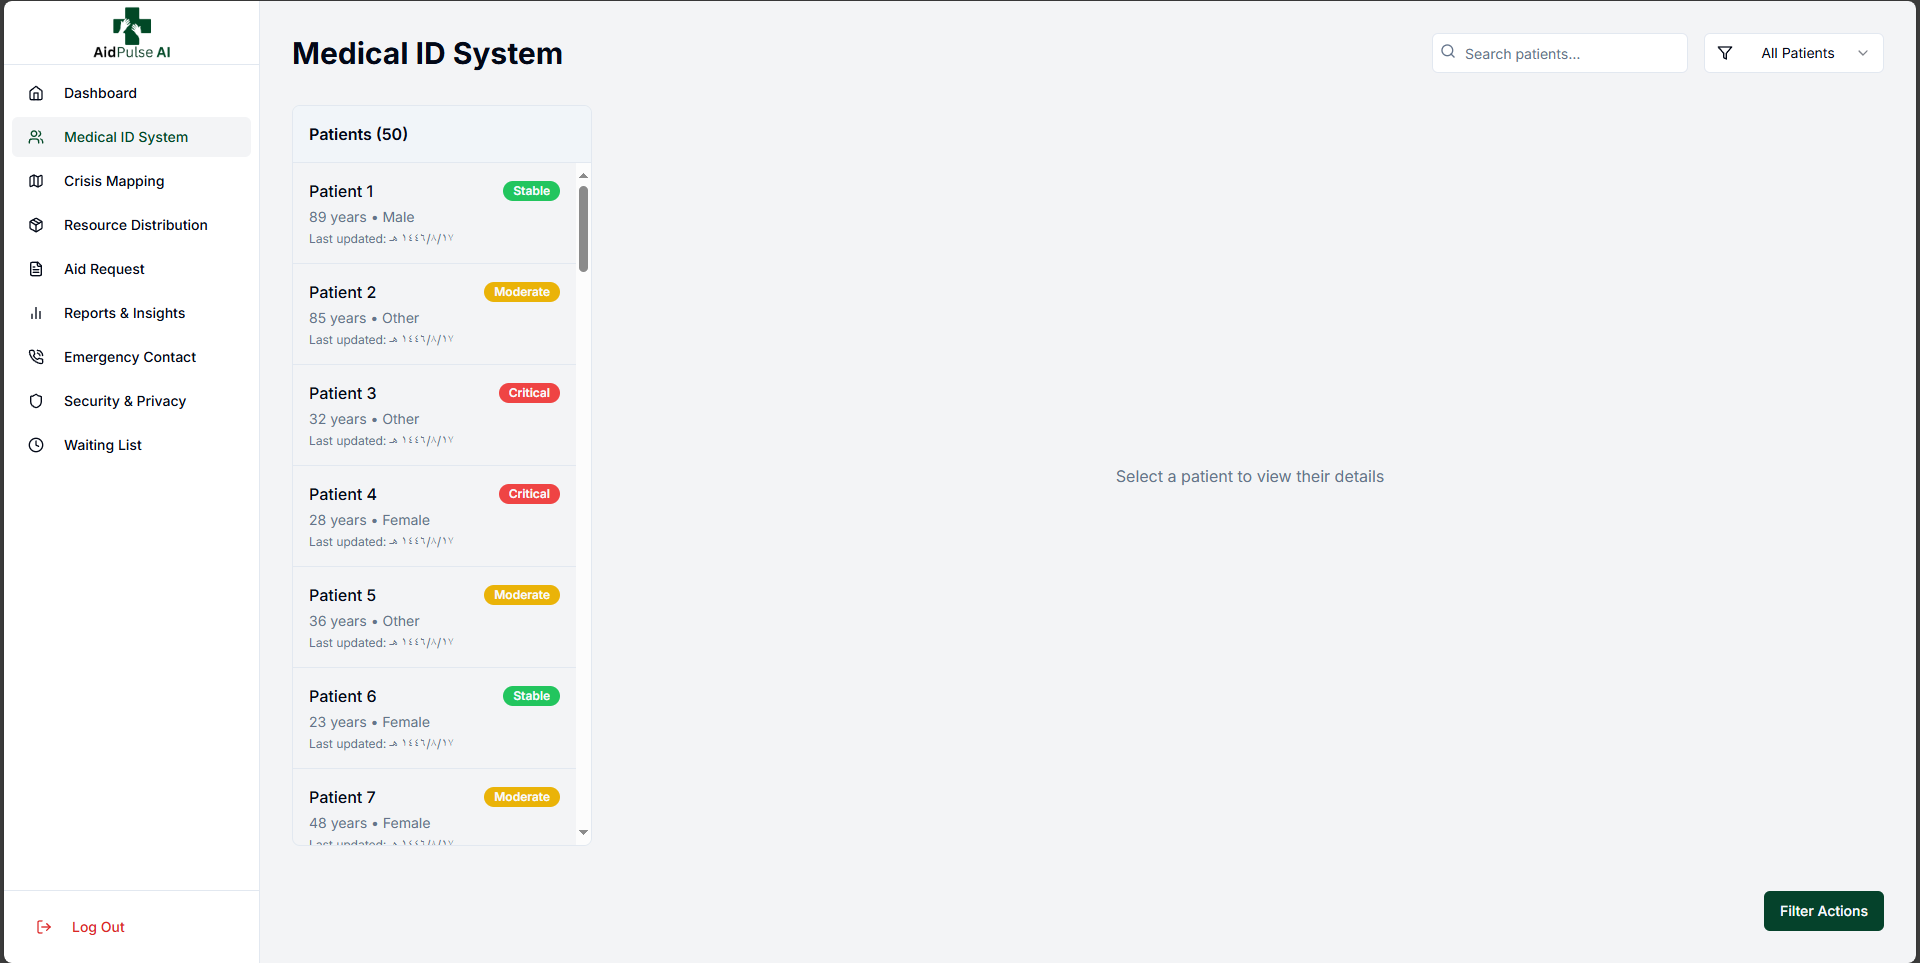 AidPulse AI
Dashboard
Medical ID System
Crisis Mapping
Resource Distribution
Aid Request
Reports & Insights
Emergency Contact
Security & Privacy
Waiting List
Log Out
Medical ID System
Search patients...
All Patients
Patients (50)
Patient 1
Stable
89 years • Male
Last updated: ١٤٤٦/٨/١٧ هـ
Patient 2
Moderate
85 years • Other
Last updated: ١٤٤٦/٨/١٧ هـ
Patient 3
Critical
32 years • Other
Last updated: ١٤٤٦/٨/١٧ هـ
Patient 4
Critical
28 years • Female
Last updated: ١٤٤٦/٨/١٧ هـ
Patient 5
Moderate
36 years • Other
Last updated: ١٤٤٦/٨/١٧ هـ
Patient 6
Stable
23 years • Female
Last updated: ١٤٤٦/٨/١٧ هـ
Patient 7
Moderate
48 years • Female
Last updated: ١٤٤٦/٨/١٧ هـ
Select a patient to view their details
Filter Actions